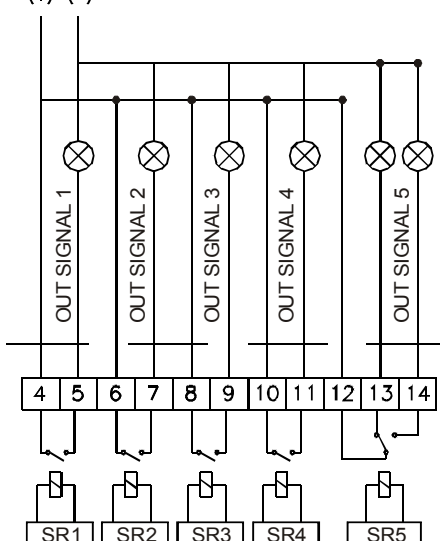 OUT SIGNAL 1
OUT SIGNAL 2
OUT SIGNAL 3
OUT SIGNAL 4
OUT SIGNAL 5
4 5 6 7 8 9 10 11 12 13 14
SR1 SR2 SR3 SR4 SR5